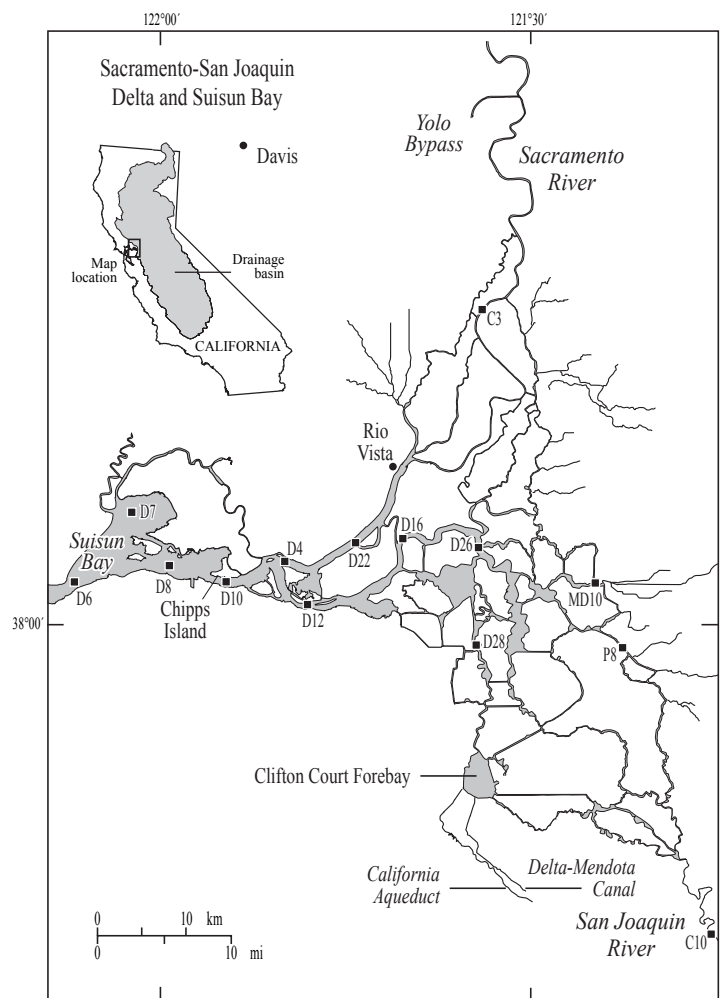 122°00′
121°30′
Sacramento-San Joaquin
Delta and Suisun Bay
Davis
Yolo
Bypass
Sacramento
River
Map
location
Drainage
basin
CALIFORNIA
C3
Rio
Vista
D7
D16
D4
D22
D26
Suisun
Bay
D6
D8
D10
Chipps
Island
D12
MD10
38°00′
D28
P8
Clifton Court Forebay
California
Aqueduct
Delta-Mendota
Canal
San Joaquin
River
C10
0 10 km
0 10 mi